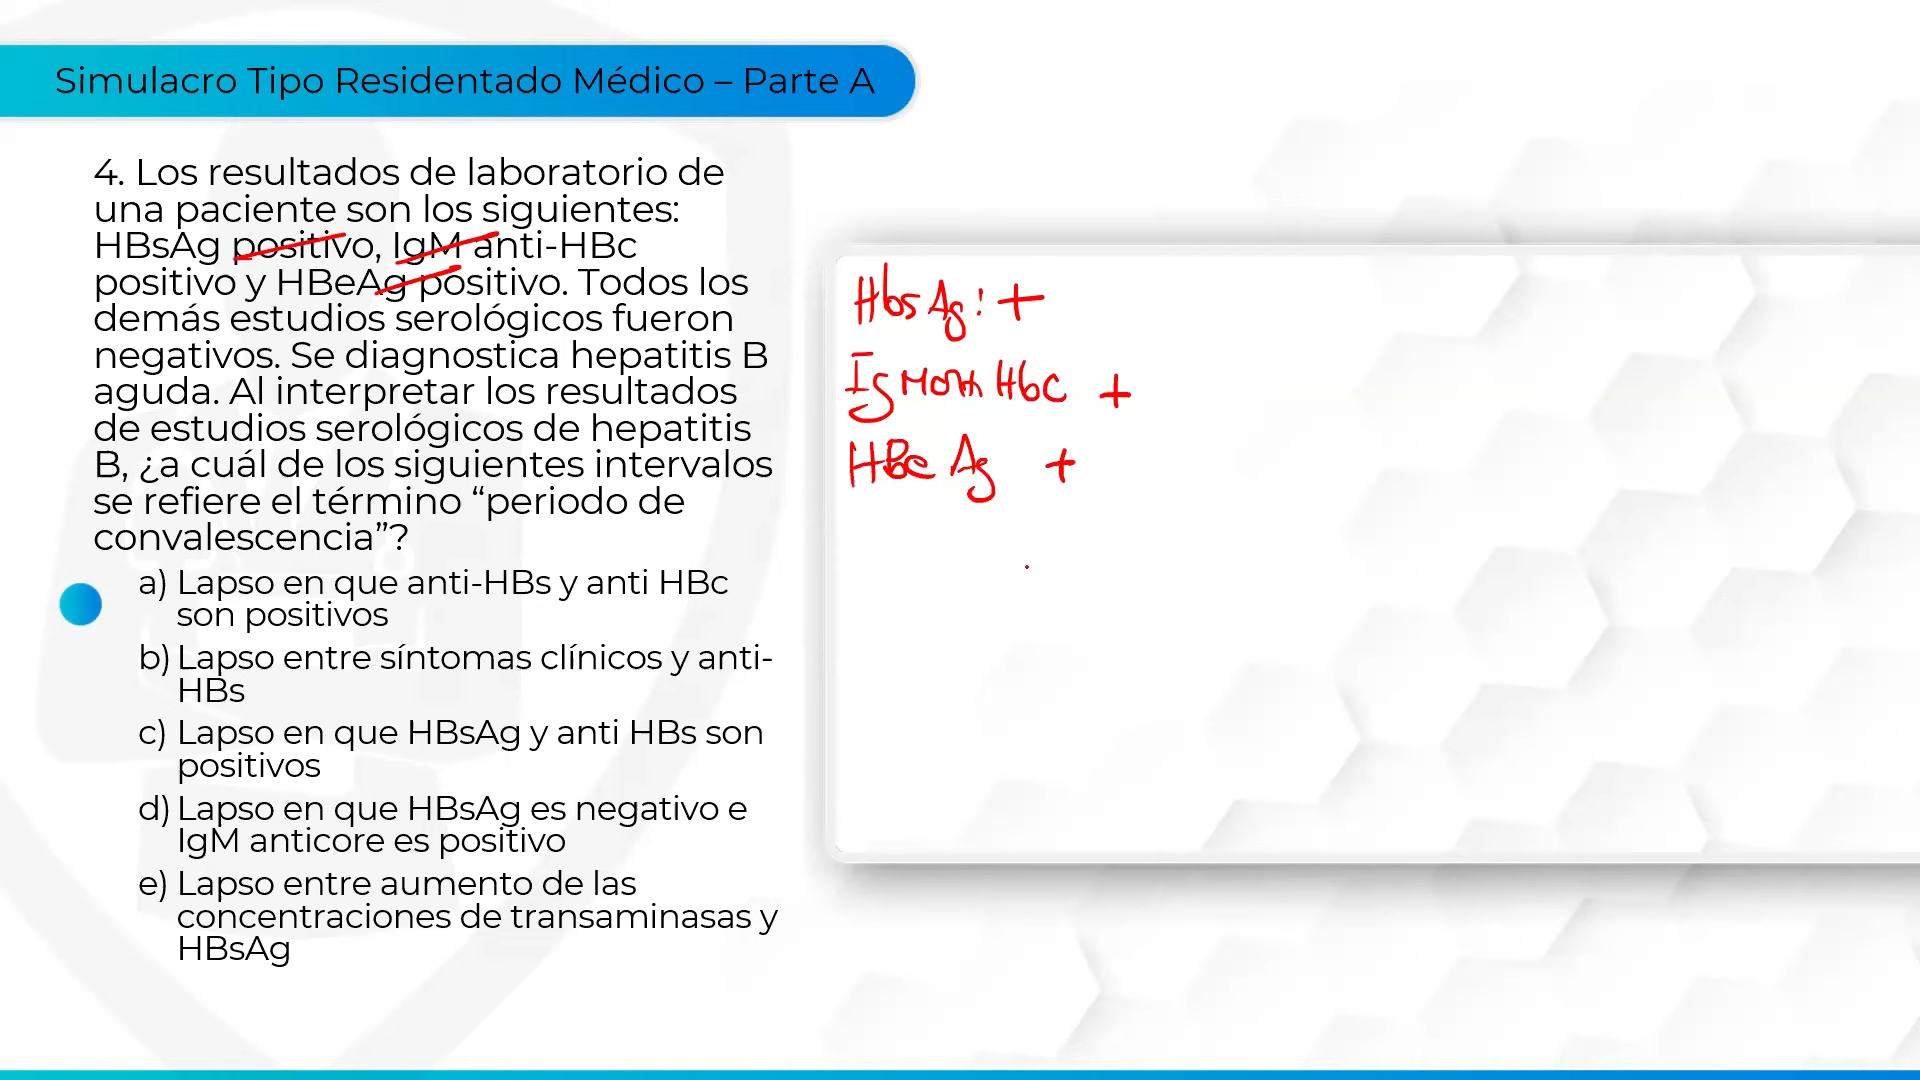 Simulacro Tipo Residentado Médico – Parte A
4. Los resultados de laboratorio de
una paciente son los siguientes:
HBsAg positivo, IgM anti-HBc
positivo y HBeAg positivo. Todos los
demás estudios serológicos fueron
negativos. Se diagnostica hepatitis B
aguda. Al interpretar los resultados
de estudios serológicos de hepatitis
B, ¿a cuál de los siguientes intervalos
se refiere el término “periodo de
convalescencia”?
a) Lapso en que anti-HBs y anti HBc
son positivos
b) Lapso entre síntomas clínicos y anti-
HBs
c) Lapso en que HBsAg y anti HBs son
positivos
d) Lapso en que HBsAg es negativo e
IgM anticore es positivo
e) Lapso entre aumento de las
concentraciones de transaminasas y
HBsAg
HbsAg: +
IgM HbC +
HBeAg +